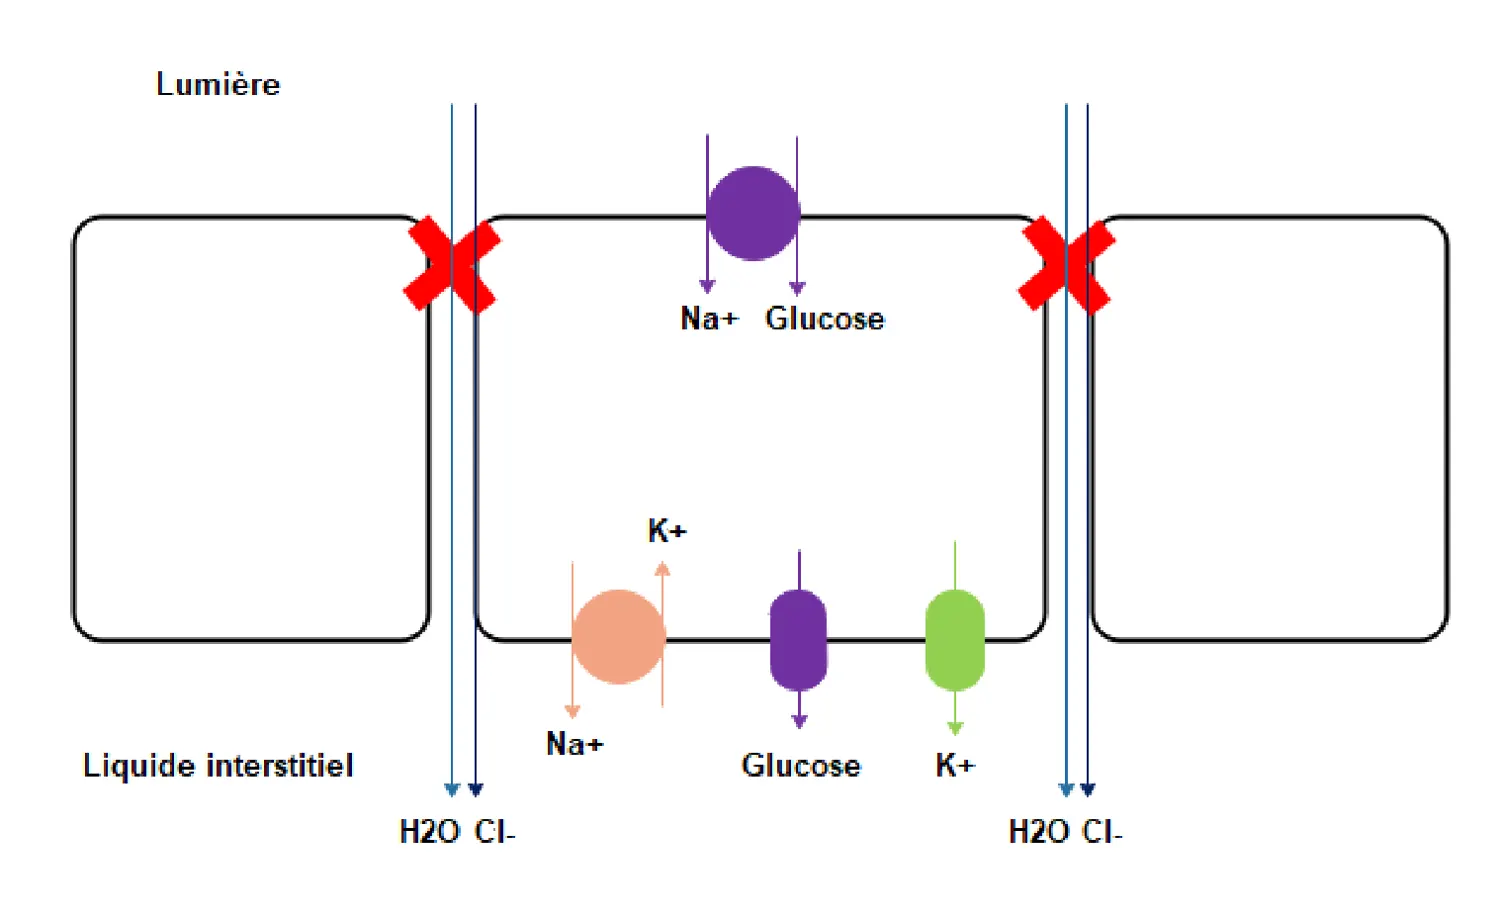 Lumière
Na+ Glucose
K+
Na+
Liquide interstitiel
Glucose
K+
H2O Cl-
H2O Cl-